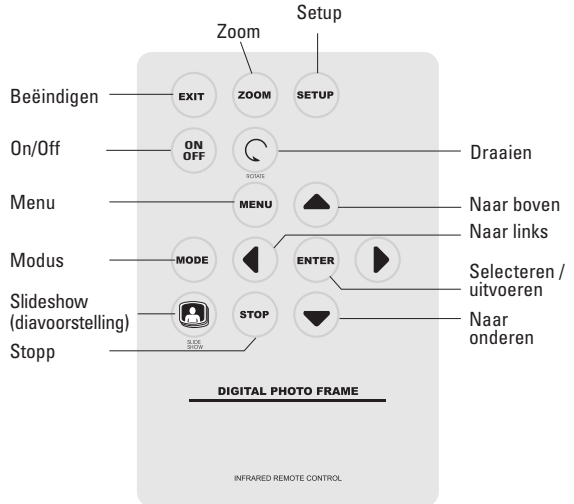 Setup
Zoom
Beëindigen
EXIT
ZOOM
SETUP
On/Off
ON
OFF
ROTATE
Draaien
Menu
MENU
Naar boven
Naar links
Modus
MODE
ENTER
Selecteren /
uitvoeren
Slideshow
(diavoorstelling)
SLIDE
SHOW
STOP
Naar
onderen
Stopp
DIGITAL PHOTO FRAME
INFRARED REMOTE CONTROL